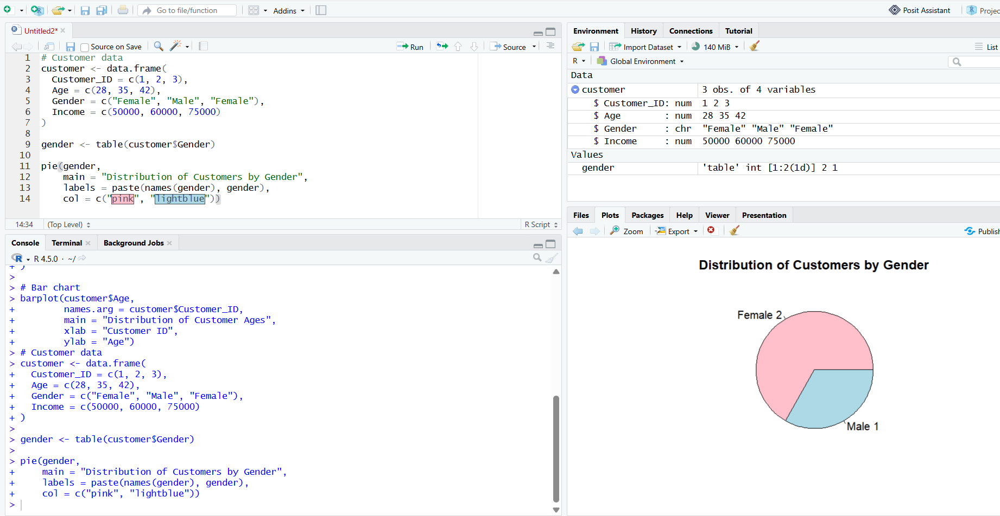 Go to file/function
Addins
Posit Assistant
Untitled2*
Source on Save
Run
Source
1 # Customer data
2 customer <- data.frame(
3   Customer_ID = c(1, 2, 3),
4   Age = c(28, 35, 42),
5   Gender = c("Female", "Male", "Female"),
6   Income = c(50000, 60000, 75000)
7 )
8
9 gender <- table(customer$Gender)
10
11 pie(gender,
12     main = "Distribution of Customers by Gender",
13     labels = paste(names(gender), gender),
14     col = c("pink", "lightblue"))
14:34 (Top Level) R Script
Console Terminal Background Jobs
R 4.5.0 · ~/
+ )
>
> # Bar chart
> barplot(customer$Age,
+         names.arg = customer$Customer_ID,
+         main = "Distribution of Customer Ages",
+         xlab = "Customer ID",
+         ylab = "Age")
> # Customer data
> customer <- data.frame(
+   Customer_ID = c(1, 2, 3),
+   Age = c(28, 35, 42),
+   Gender = c("Female", "Male", "Female"),
+   Income = c(50000, 60000, 75000)
+ )
>
> gender <- table(customer$Gender)
>
> pie(gender,
+     main = "Distribution of Customers by Gender",
+     labels = paste(names(gender), gender),
+     col = c("pink", "lightblue"))
>
Environment History Connections Tutorial
Import Dataset 140 MiB List
R Global Environment
Data
customer 3 obs. of 4 variables
$ Customer_ID: num 1 2 3
$ Age : num 28 35 42
$ Gender : chr "Female" "Male" "Female"
$ Income : num 50000 60000 75000
Values
gender 'table' int [1:2(1d)] 2 1
Files Plots Packages Help Viewer Presentation
Zoom Export Publish
Distribution of Customers by Gender
Female 2
Male 1